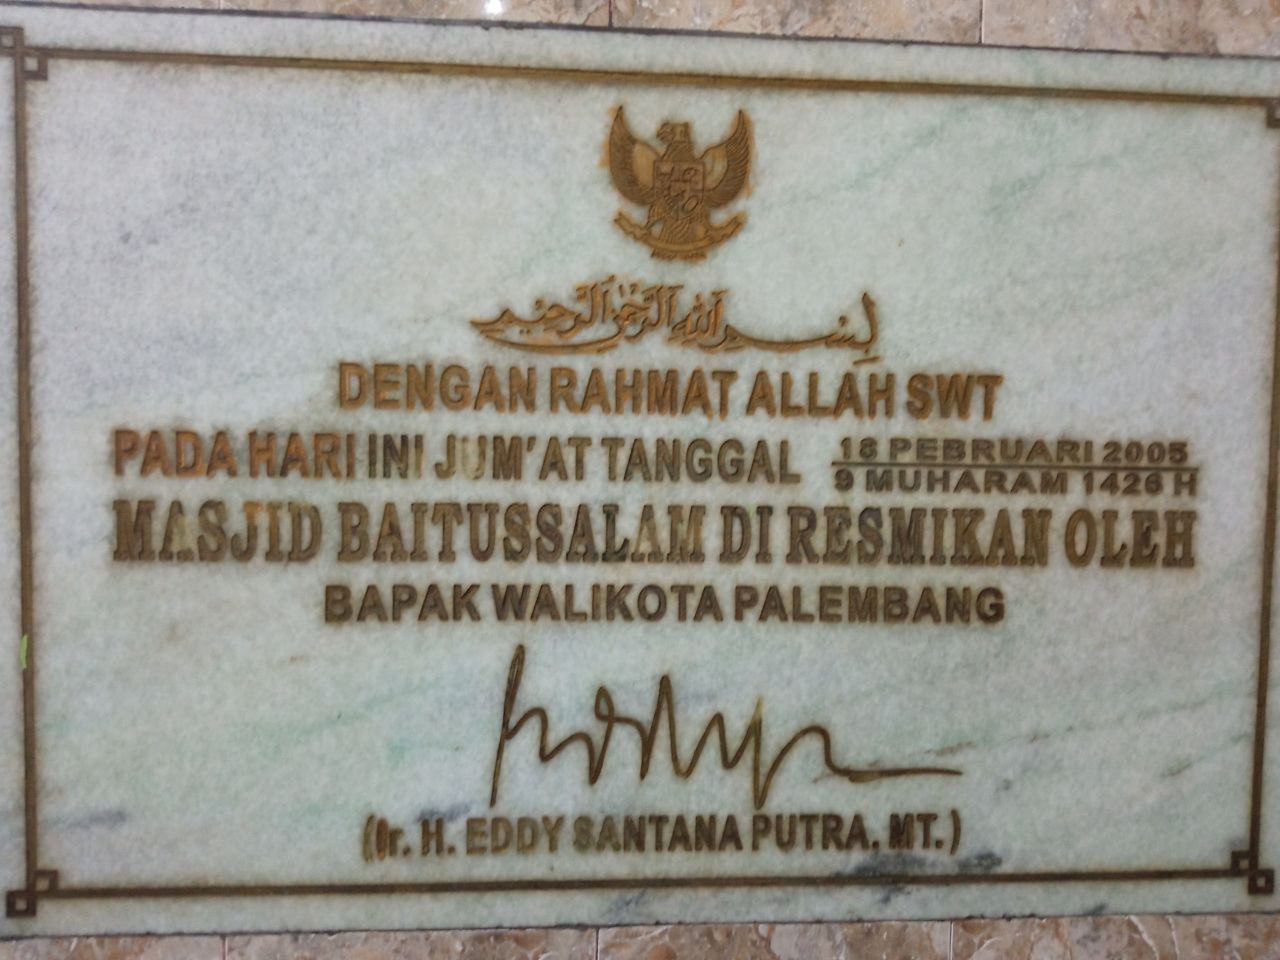 بسم الله الرحمن الرحيم
DENGAN RAHMAT ALLAH SWT
PADA HARI INI JUM'AT TANGGAL 18 PEBRUARI 2005
9 MUHARAM 1426 H
MASJID BAITUSSALAM DI RESMIKAN OLEH
BAPAK WALIKOTA PALEMBANG
(Ir. H. EDDY SANTANA PUTRA. MT.)